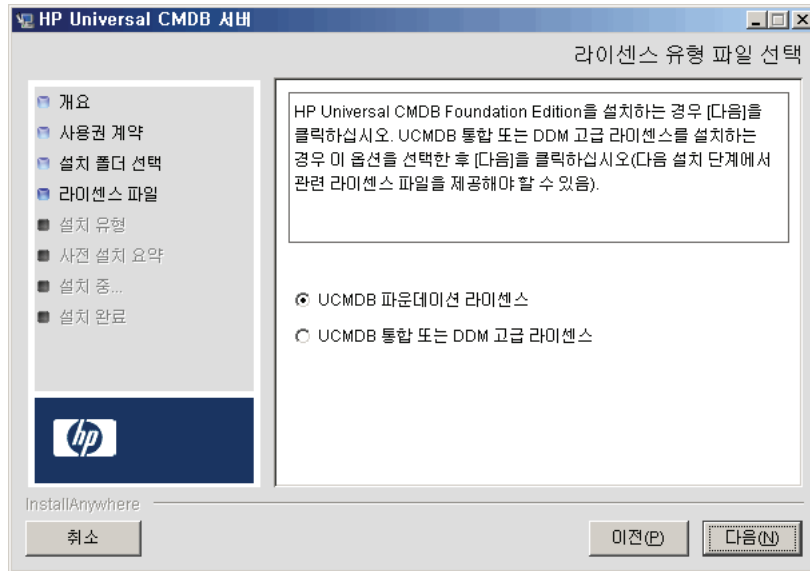 HP Universal CMDB 서버
라이센스 유형 파일 선택
개요
사용권 계약
설치 폴더 선택
라이센스 파일
설치 유형
사전 설치 요약
설치 중...
설치 완료
hp
HP Universal CMDB Foundation Edition을 설치하는 경우 [다음]을
클릭하십시오. UCMDB 통합 또는 DDM 고급 라이센스를 설치하는
경우 이 옵션을 선택한 후 [다음]을 클릭하십시오(다음 설치 단계에서
관련 라이센스 파일을 제공해야 할 수 있음).
UCMDB 파운데이션 라이센스
UCMDB 통합 또는 DDM 고급 라이센스
InstallAnywhere
취소
이전(P)
다음(N)